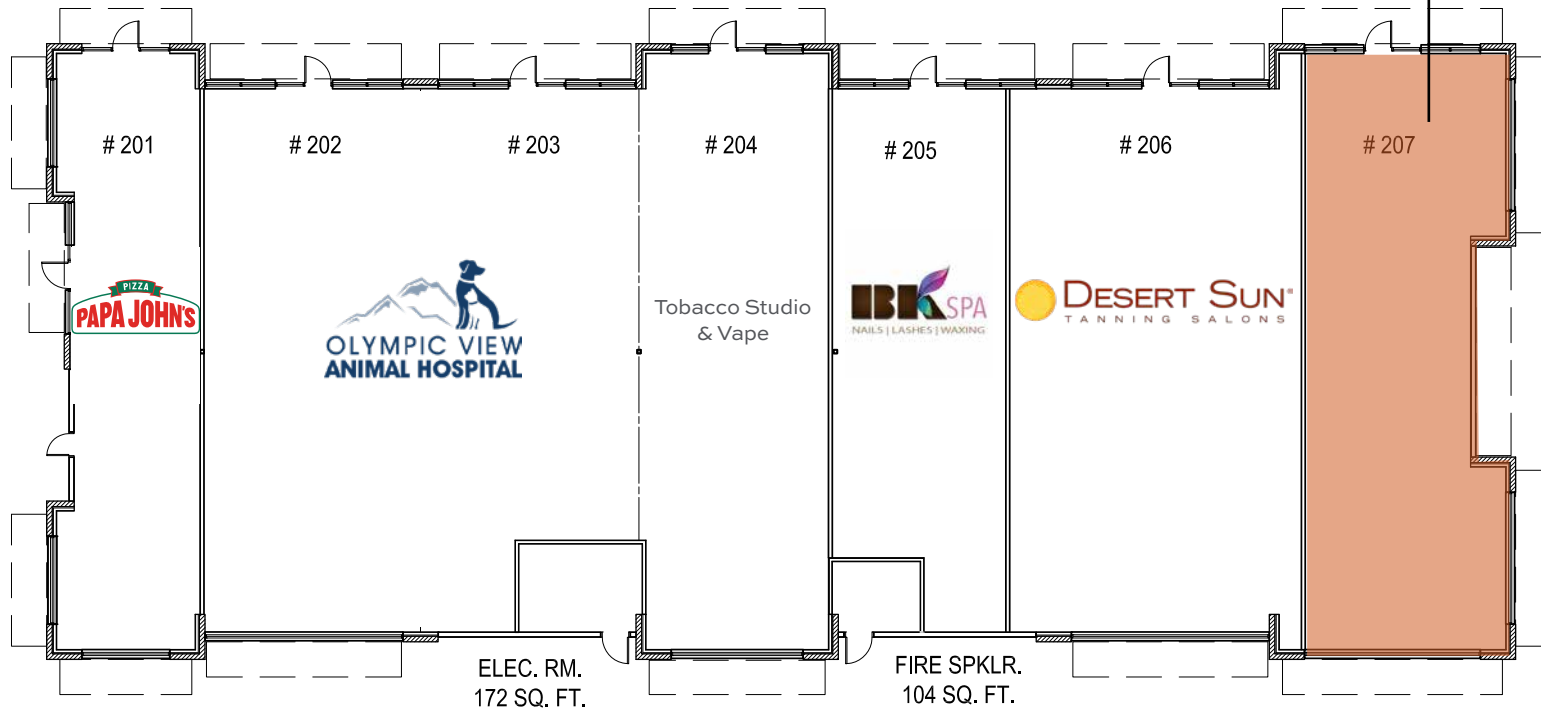 # 201
# 202
# 203
# 204
# 205
# 206
# 207
PIZZA
PAPA JOHN'S
OLYMPIC VIEW
ANIMAL HOSPITAL
Tobacco Studio
& Vape
BK SPA
NAILS | LASHES | WAXING
DESERT SUN®
TANNING SALONS
ELEC. RM.
172 SQ. FT.
FIRE SPKLR.
104 SQ. FT.